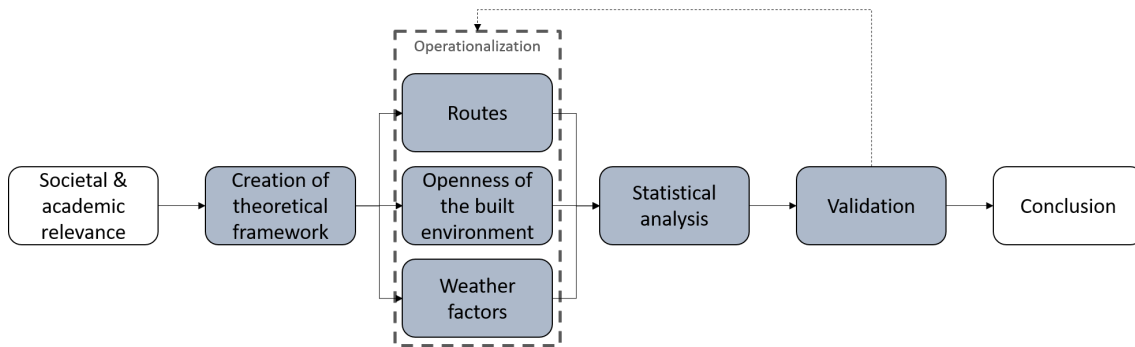 Operationalization
Routes
Societal &
academic
relevance
Creation of
theoretical
framework
Openness of
the built
environment
Statistical
analysis
Validation
Conclusion
Weather
factors